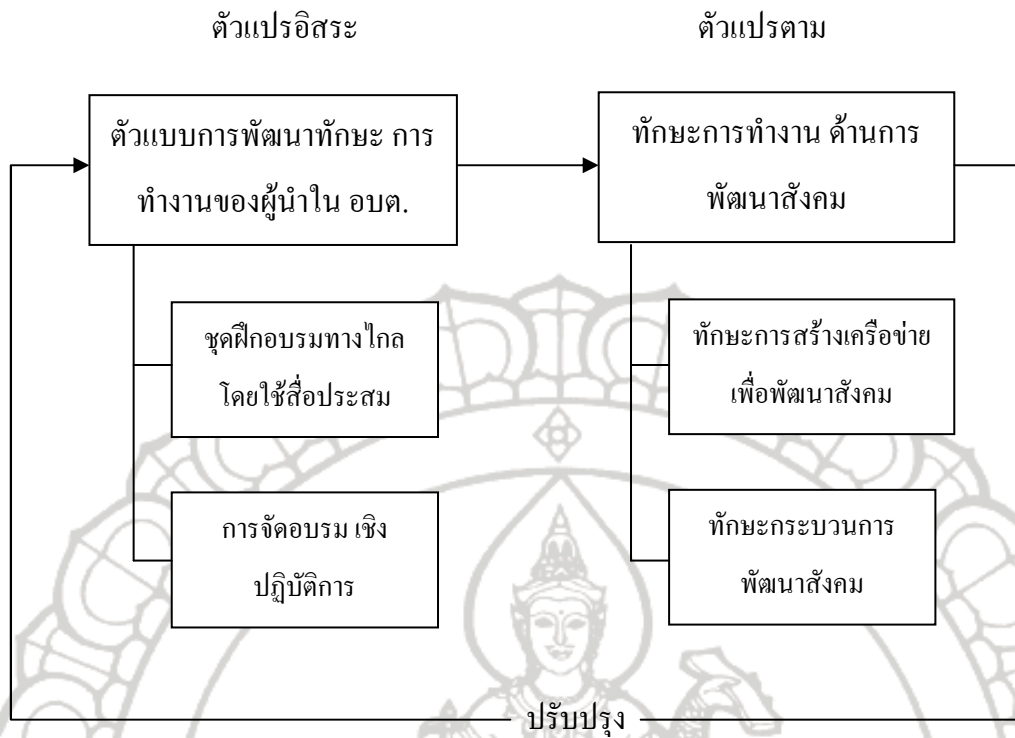 ตัวแปรอิสระ
ตัวแปรตาม
ตัวแบบการพัฒนาทักษะ การ
ทำงานของผู้นำใน อบต.
ทักษะการทำงาน ด้านการ
พัฒนาสังคม
ชุดฝึกอบรมทางไกล
โดยใช้สื่อประสม
ทักษะการสร้างเครือข่าย
เพื่อพัฒนาสังคม
การจัดอบรม เชิง
ปฏิบัติการ
ทักษะกระบวนการ
พัฒนาสังคม
ปรับปรุง